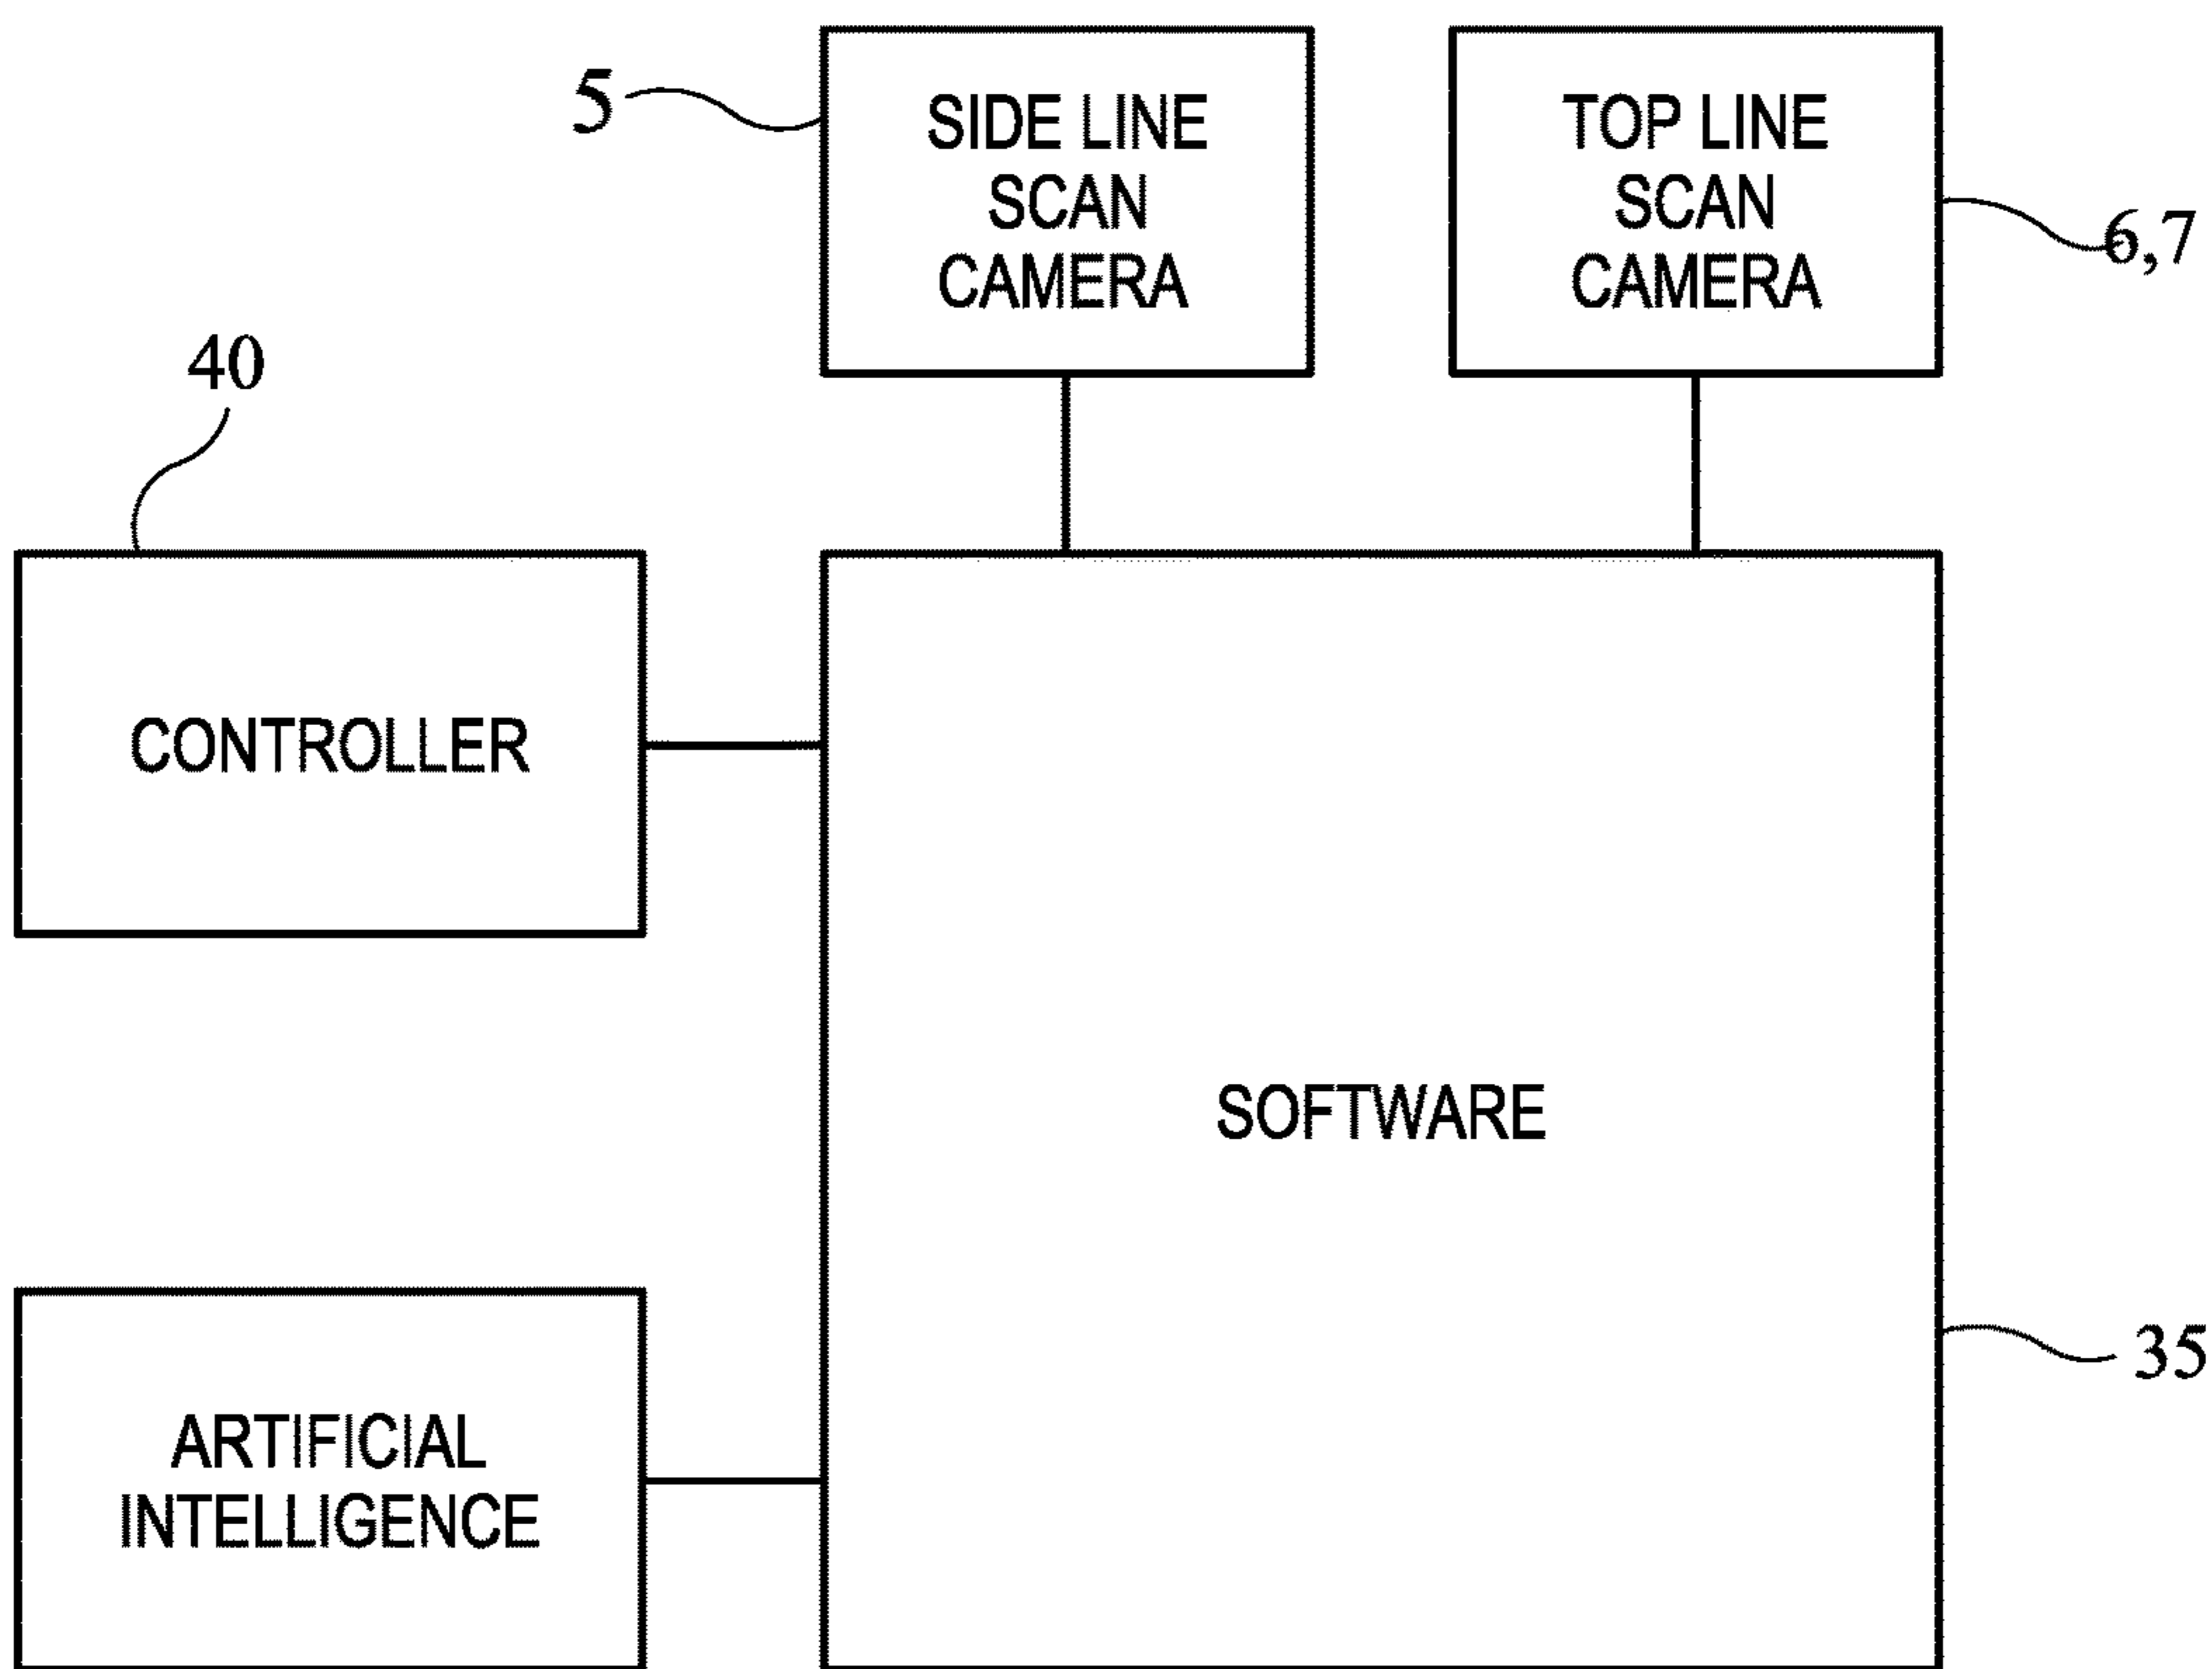 5
SIDE LINE
SCAN
CAMERA
TOP LINE
SCAN
CAMERA
6,7
40
CONTROLLER
SOFTWARE
35
ARTIFICIAL
INTELLIGENCE